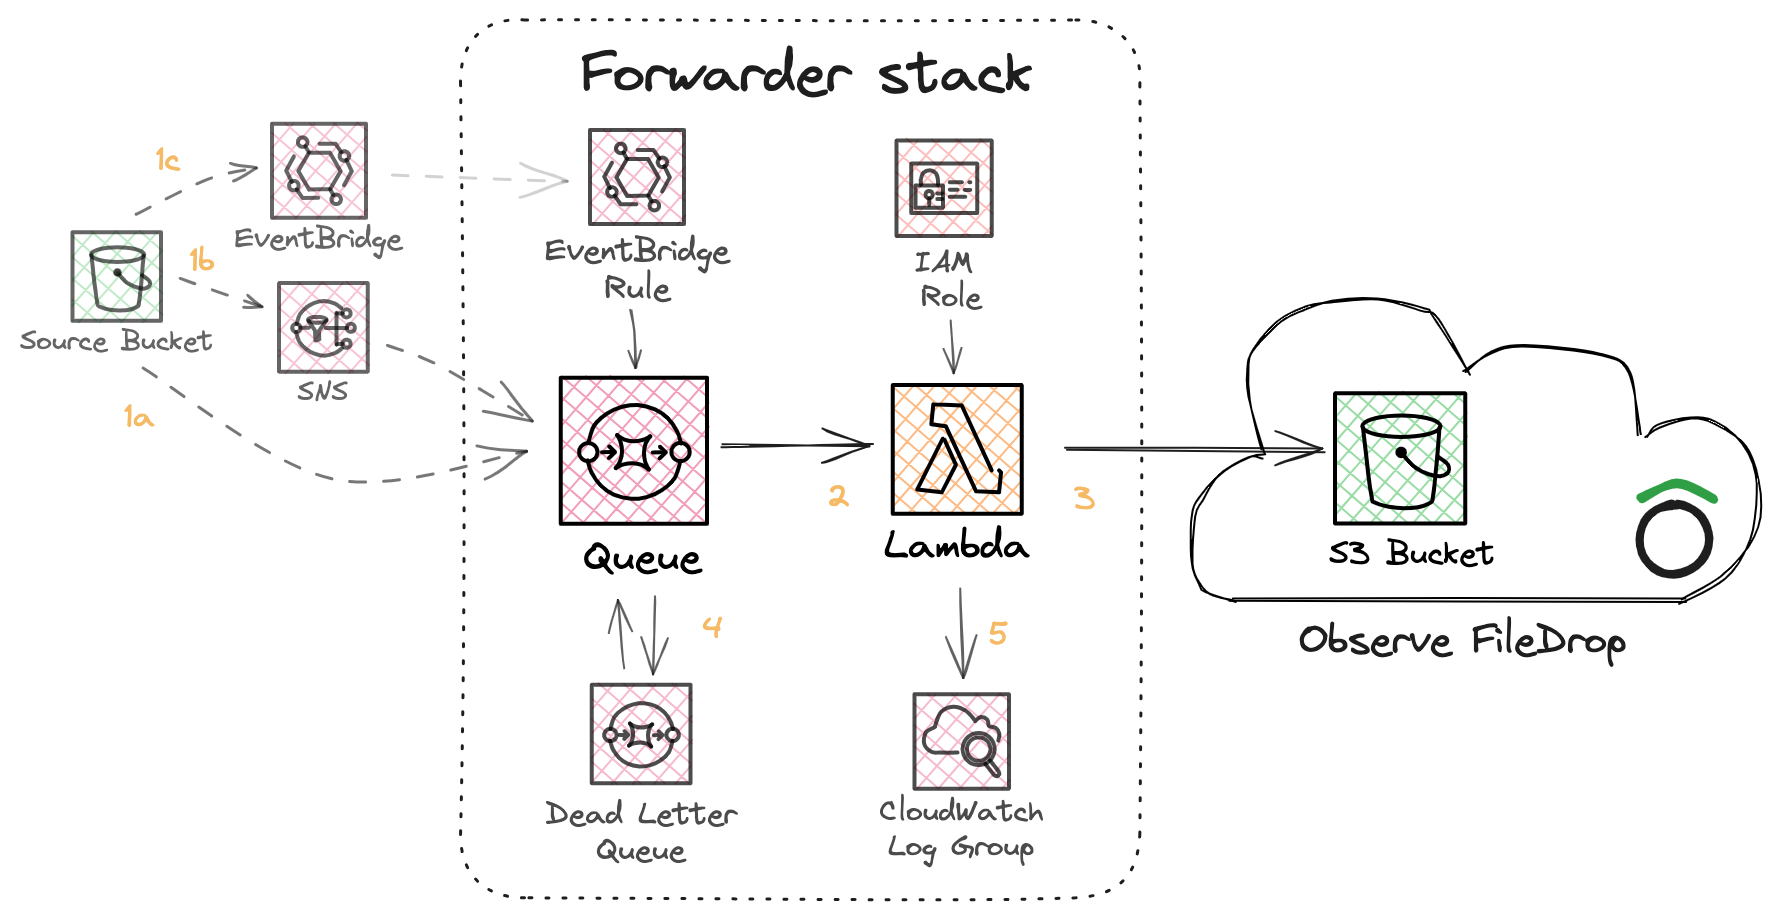 Forwarder stack
1c
EventBridge
1b
Source Bucket
SNS
1a
EventBridge
Rule
IAM
Role
Queue
2
Lambda
3
S3 Bucket
Observe FileDrop
4
5
Dead Letter
Queue
CloudWatch
Log Group